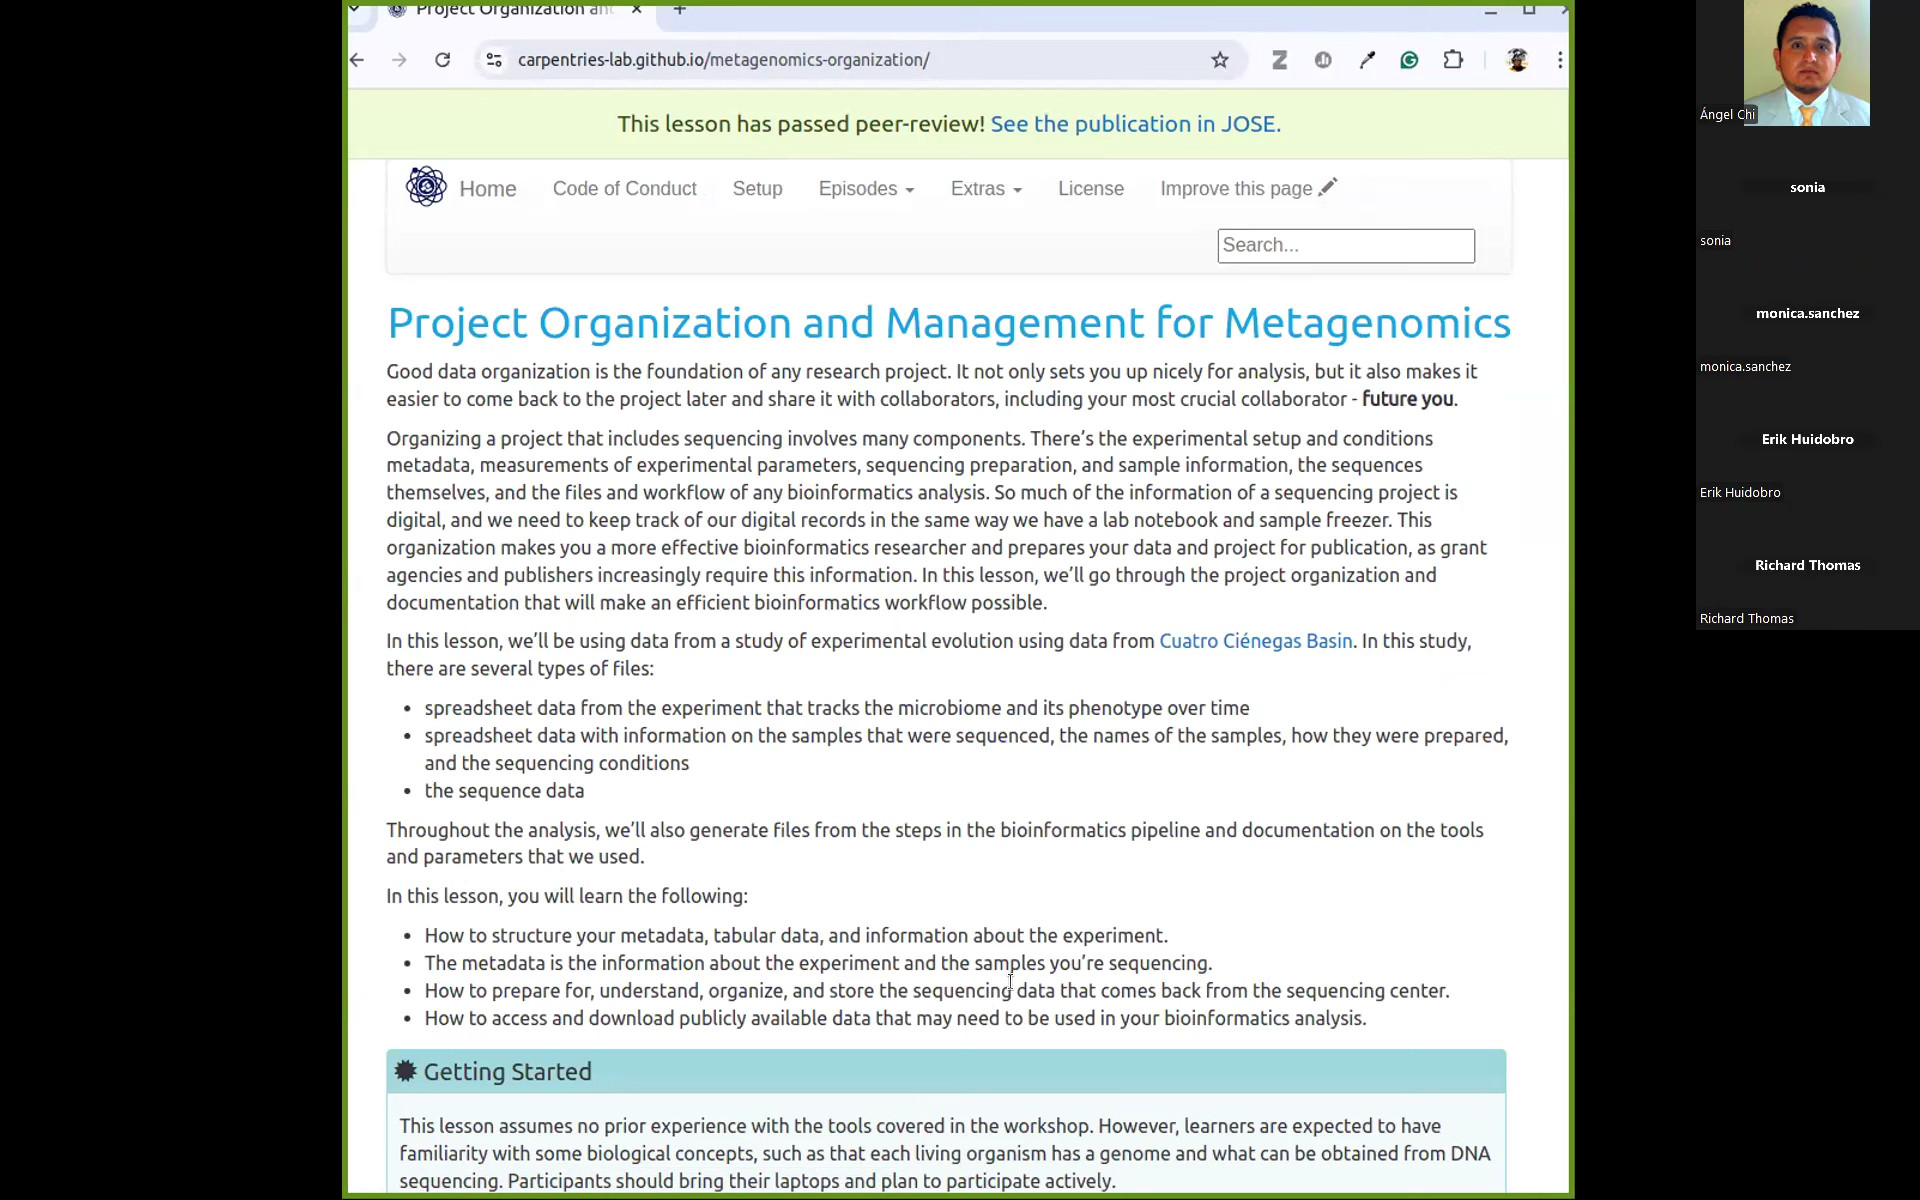 Project Organization and
carpentries-lab.github.io/metagenomics-organization/
This lesson has passed peer-review! See the publication in JOSE.
Home Code of Conduct Setup Episodes Extras License Improve this page
Search...
Project Organization and Management for Metagenomics
Good data organization is the foundation of any research project. It not only sets you up nicely for analysis, but it also makes it
easier to come back to the project later and share it with collaborators, including your most crucial collaborator - future you.
Organizing a project that includes sequencing involves many components. There’s the experimental setup and conditions
metadata, measurements of experimental parameters, sequencing preparation, and sample information, the sequences
themselves, and the files and workflow of any bioinformatics analysis. So much of the information of a sequencing project is
digital, and we need to keep track of our digital records in the same way we have a lab notebook and sample freezer. This
organization makes you a more effective bioinformatics researcher and prepares your data and project for publication, as grant
agencies and publishers increasingly require this information. In this lesson, we’ll go through the project organization and
documentation that will make an efficient bioinformatics workflow possible.
In this lesson, we’ll be using data from a study of experimental evolution using data from Cuatro Ciénegas Basin. In this study,
there are several types of files:
• spreadsheet data from the experiment that tracks the microbiome and its phenotype over time
• spreadsheet data with information on the samples that were sequenced, the names of the samples, how they were prepared,
and the sequencing conditions
• the sequence data
Throughout the analysis, we’ll also generate files from the steps in the bioinformatics pipeline and documentation on the tools
and parameters that we used.
In this lesson, you will learn the following:
• How to structure your metadata, tabular data, and information about the experiment.
• The metadata is the information about the experiment and the samples you’re sequencing.
• How to prepare for, understand, organize, and store the sequencing data that comes back from the sequencing center.
• How to access and download publicly available data that may need to be used in your bioinformatics analysis.
Getting Started
This lesson assumes no prior experience with the tools covered in the workshop. However, learners are expected to have
familiarity with some biological concepts, such as that each living organism has a genome and what can be obtained from DNA
sequencing. Participants should bring their laptops and plan to participate actively.
Ángel Chi
sonia
sonia
monica.sanchez
monica.sanchez
Erik Huidobro
Erik Huidobro
Richard Thomas
Richard Thomas